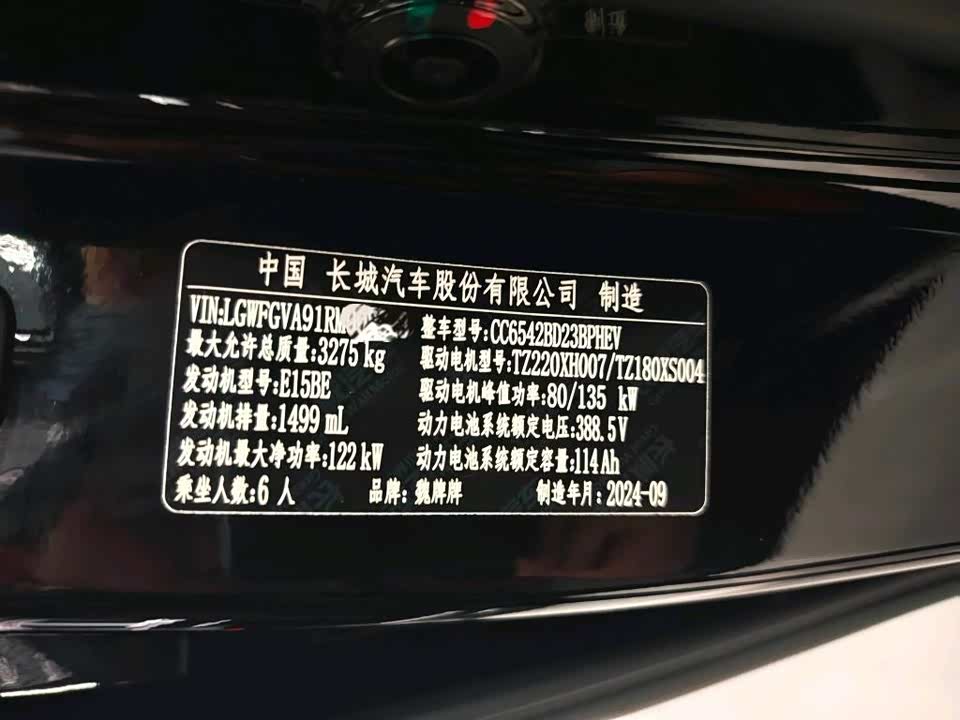 中国 长城汽车股份有限公司 制造
VIN:LGWFGVA91RM
整车型号:CC6542BD23BPHEV
最大允许总质量:3275kg
驱动电机型号:TZ220XH007/TZ180XS004
发动机型号:E15BE
驱动电机峰值功率:80/135 kW
发动机排量:1499 mL
动力电池系统额定电压:388.5V
发动机最大净功率:122kW
动力电池系统额定容量:114Ah
乘坐人数:6 人 品牌: 魏牌牌 制造年月: 2024-09